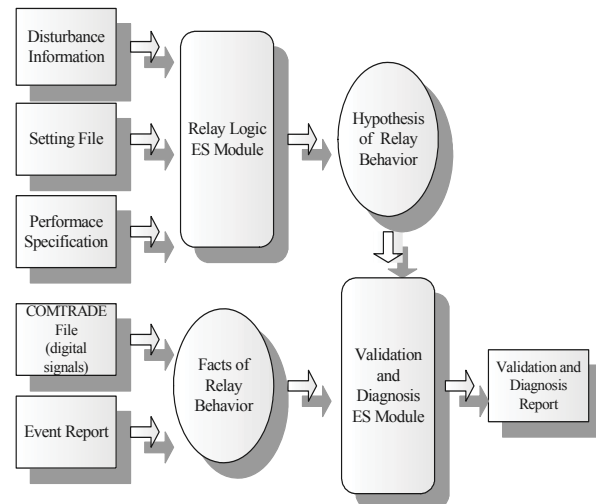 Disturbance
Information
Setting File
Performace
Specification
Relay Logic
ES Module
Hypothesis
of Relay
Behavior
COMTRADE
File
(digital
signals)
Event Report
Facts of
Relay
Behavior
Validation
and
Diagnosis
ES Module
Validation and
Diagnosis
Report